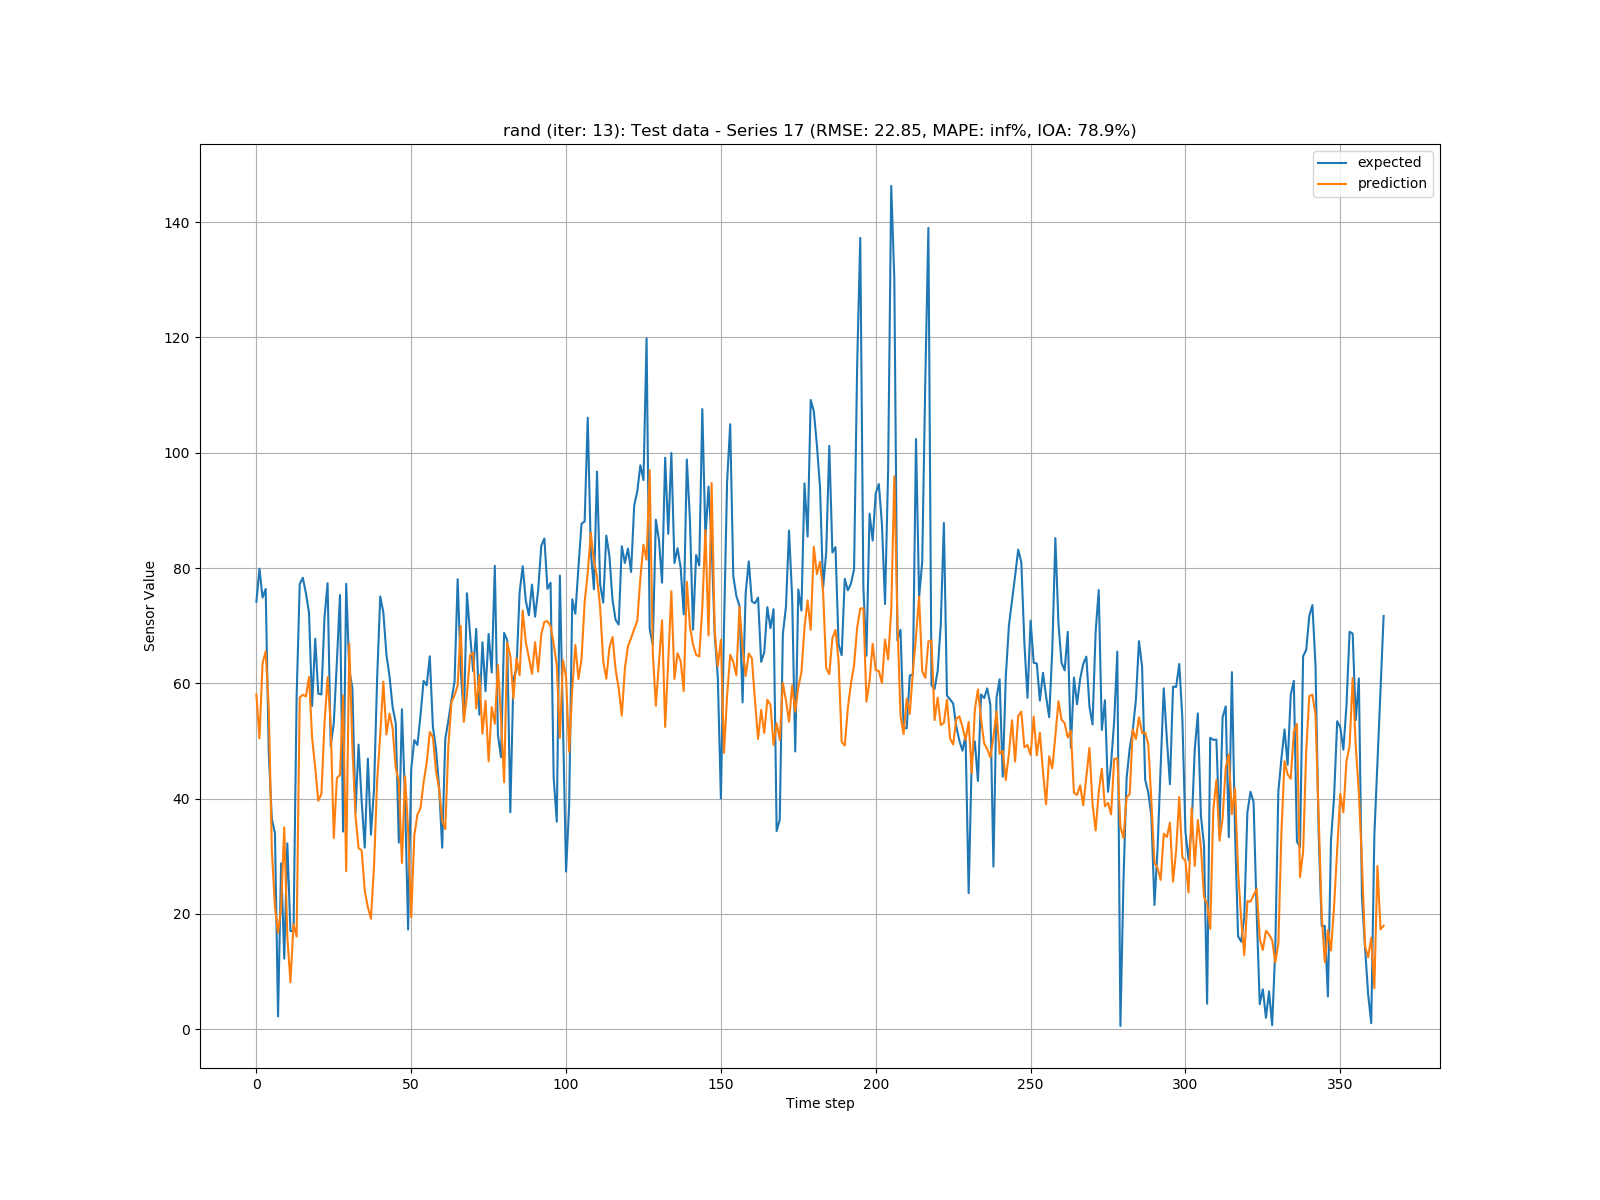 rand (iter: 13): Test data - Series 17 (RMSE: 22.85, MAPE: inf%, IOA: 78.9%)
expected
prediction
140
120
100
80
60
40
20
0
Sensor Value
0 50 100 150 200 250 300 350
Time step